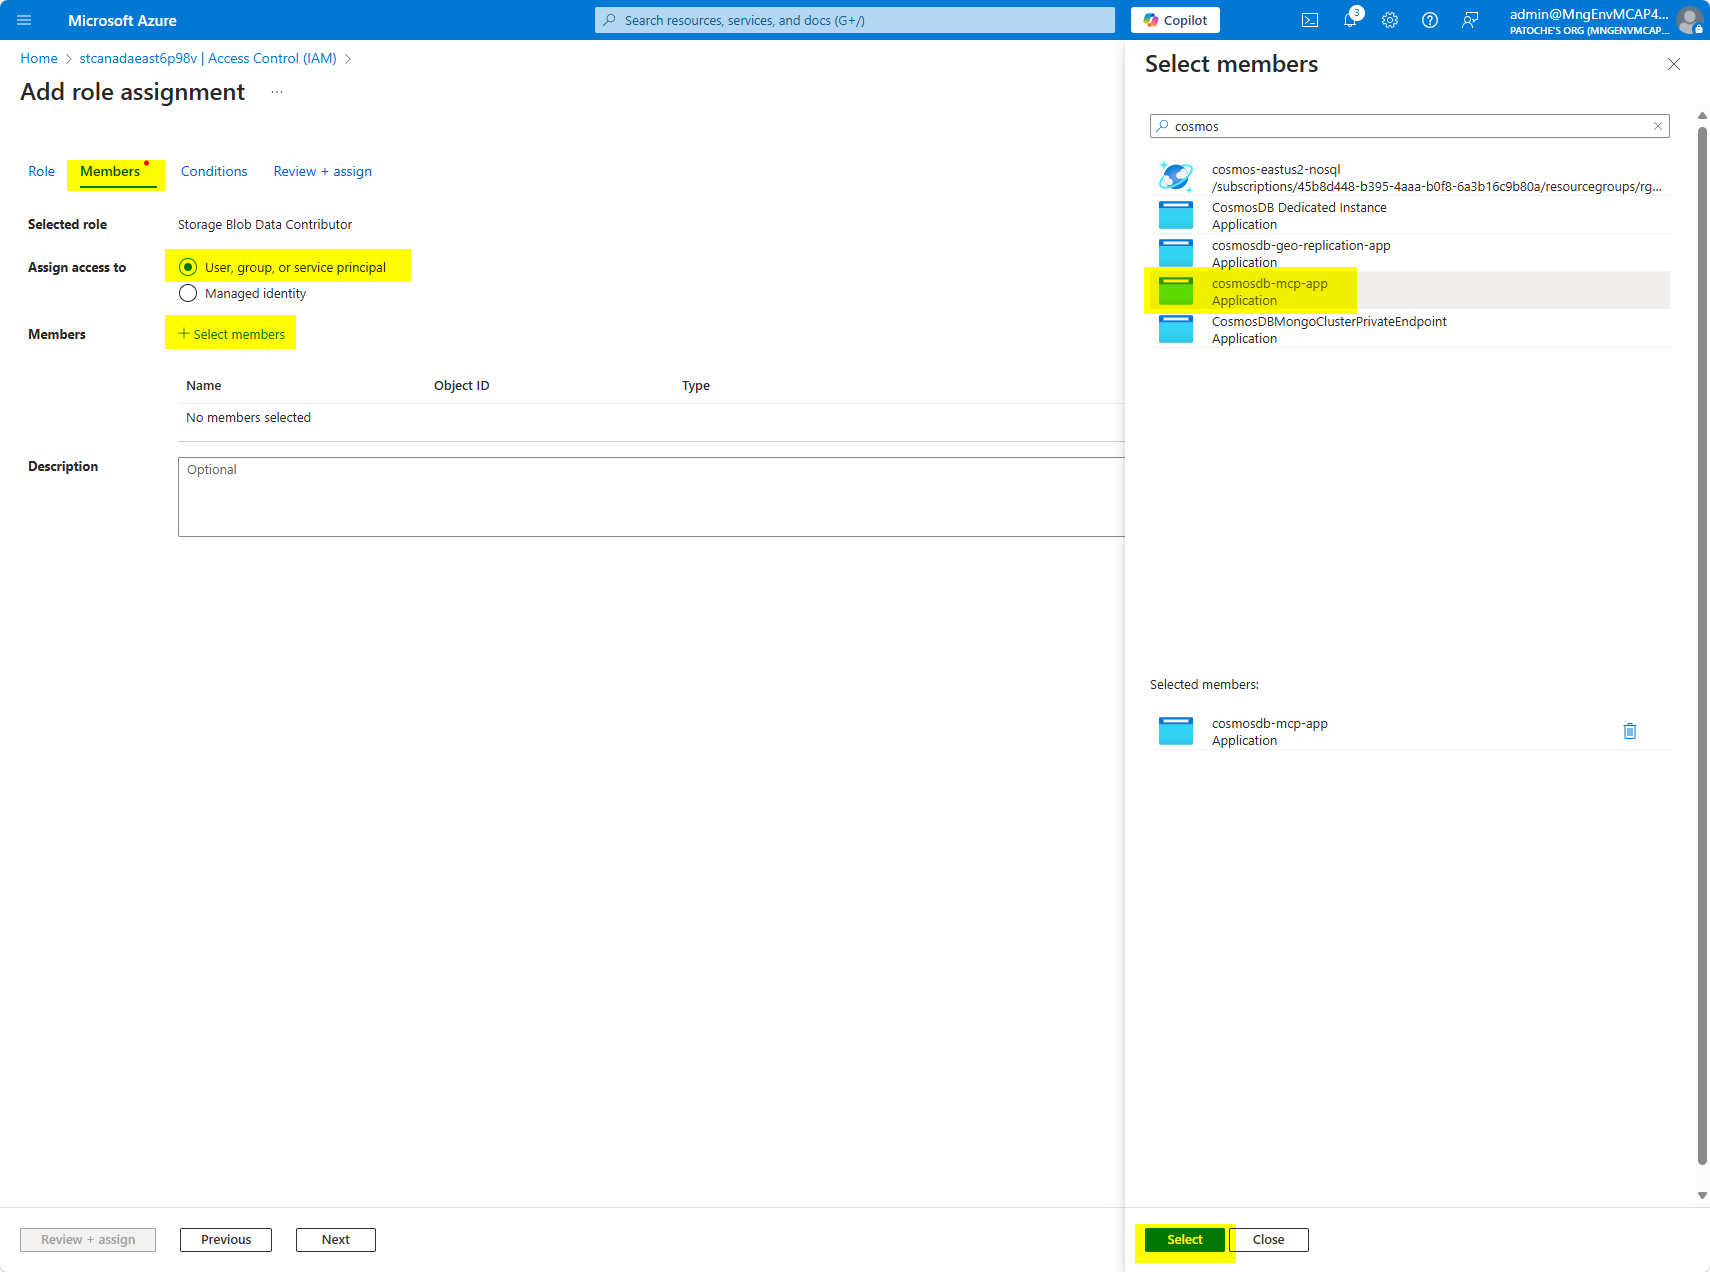 Microsoft Azure
Search resources, services, and docs (G+/)
Copilot
3
admin@MngEnvMCAP4...
PATOCHE'S ORG (MNGENVMCAP...
Home > stcanadaeast6p98v | Access Control (IAM) >
Add role assignment ...
Role
Members
Conditions
Review + assign
Selected role
Storage Blob Data Contributor
Assign access to
User, group, or service principal
Managed identity
Members
+ Select members
Name
Object ID
Type
No members selected
Description
Optional
Review + assign
Previous
Next
Select members
cosmos
cosmos-eastus2-nosql
/subscriptions/45b8d448-b395-4aaa-b0f8-6a3b16c9b80a/resourcegroups/rg...
CosmosDB Dedicated Instance
Application
cosmosdb-geo-replication-app
Application
cosmosdb-mcp-app
Application
CosmosDBMongoClusterPrivateEndpoint
Application
Selected members:
cosmosdb-mcp-app
Application
Select
Close